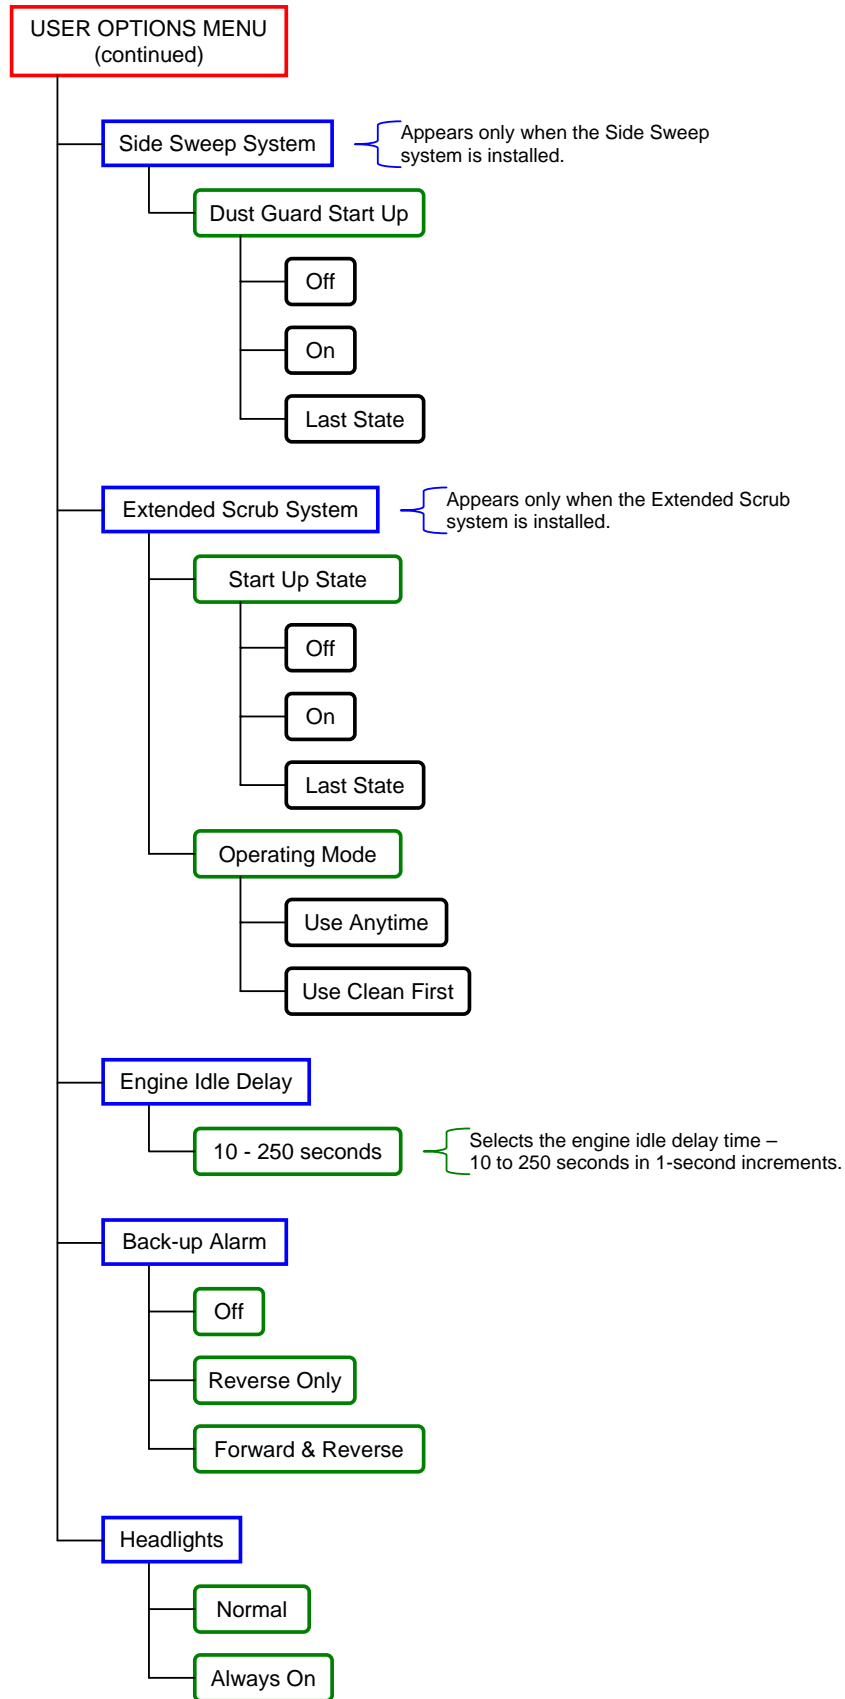 USER OPTIONS MENU
(continued)
Side Sweep System
Appears only when the Side Sweep
system is installed.
Dust Guard Start Up
Off
On
Last State
Extended Scrub System
Appears only when the Extended Scrub
system is installed.
Start Up State
Off
On
Last State
Operating Mode
Use Anytime
Use Clean First
Engine Idle Delay
10 - 250 seconds
Selects the engine idle delay time –
10 to 250 seconds in 1-second increments.
Back-up Alarm
Off
Reverse Only
Forward & Reverse
Headlights
Normal
Always On